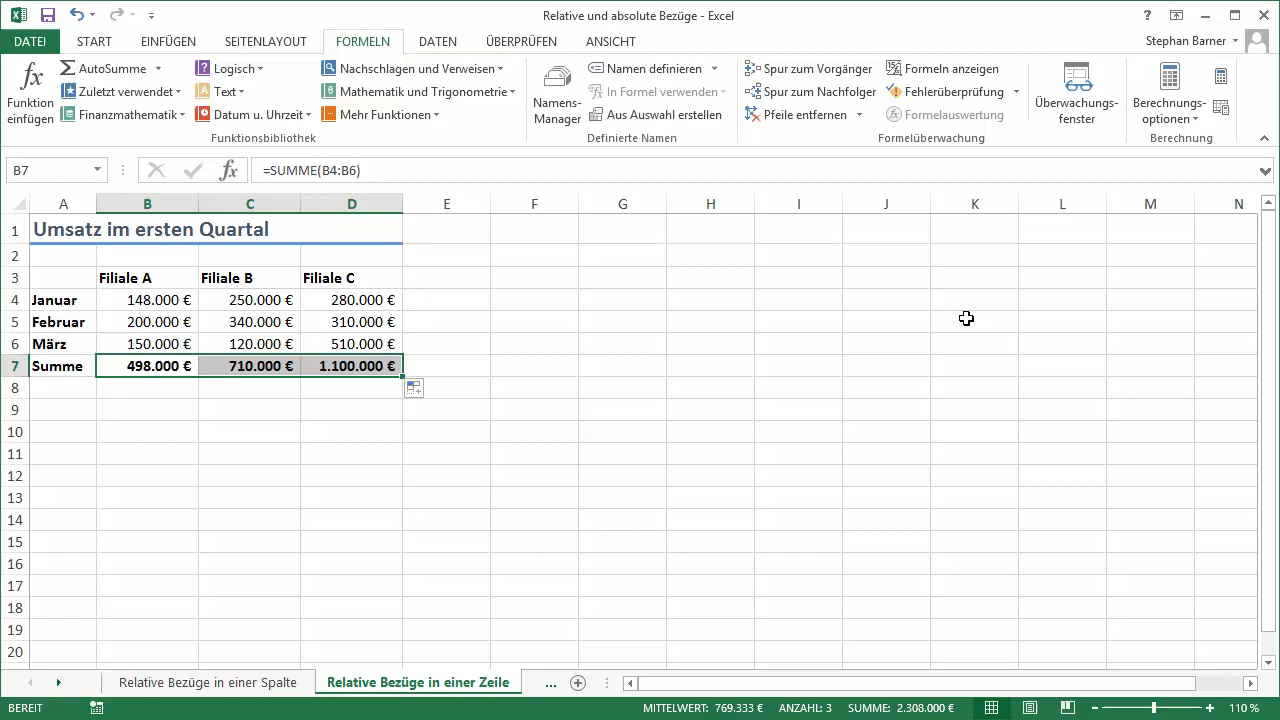 Relative und absolute Bezüge - Excel
DATEI START EINFÜGEN SEITENLAYOUT FORMELN DATEN ÜBERPRÜFEN ANSICHT Stephan Barner
Funktion einfügen
AutoSumme
Zuletzt verwendet
Finanzmathematik
Logisch
Text
Datum u. Uhrzeit
Nachschlagen und Verweisen
Mathematik und Trigonometrie
Mehr Funktionen
Funktionsbibliothek
Namens-
Manager
Namen definieren
In Formel verwenden
Aus Auswahl erstellen
Definierte Namen
Spur zum Vorgänger
Spur zum Nachfolger
Pfeile entfernen
Formeln anzeigen
Fehlerüberprüfung
Formelauswertung
Formelüberwachung
Überwachungs-
fenster
Berechnungs-
optionen
Berechnung
B7 fx =SUMME(B4:B6)
A B C D E F G H I J K L M N
1 Umsatz im ersten Quartal
2
3 Filiale A Filiale B Filiale C
4 Januar 148.000 € 250.000 € 280.000 €
5 Februar 200.000 € 340.000 € 310.000 €
6 März 150.000 € 120.000 € 510.000 €
7 Summe 498.000 € 710.000 € 1.100.000 €
8
9
10
11
12
13
14
15
16
17
18
19
20
Relative Bezüge in einer Spalte Relative Bezüge in einer Zeile ...
BEREIT MITTELWERT: 769.333 € ANZAHL: 3 SUMME: 2.308.000 € 110 %